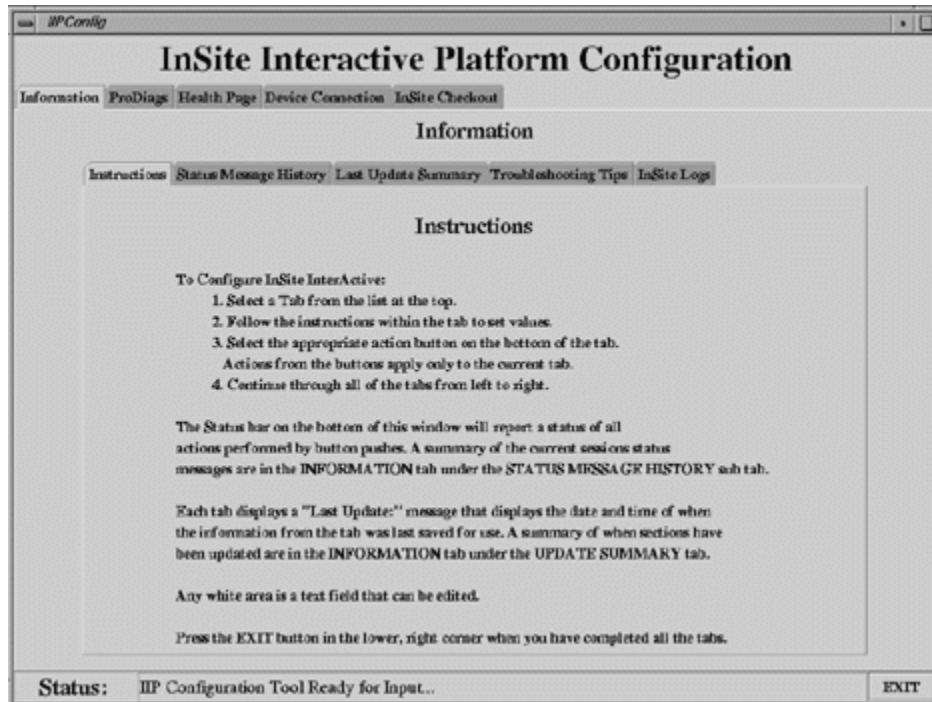 IIPConfig
InSite Interactive Platform Configuration
Information ProDiags Health Page Device Connection InSite Checkout
Information
Instructions Status Message History Last Update Summary Troubleshooting Tips InSite Logs
Instructions
To Configure InSite InterActive:
1. Select a Tab from the list at the top.
2. Follow the instructions within the tab to set values.
3. Select the appropriate action button on the bottom of the tab.
Actions from the buttons apply only to the current tab.
4. Continue through all of the tabs from left to right.
The Status bar on the bottom of this window will report a status of all
actions performed by button pushes. A summary of the current sessions status
messages are in the INFORMATION tab under the STATUS MESSAGE HISTORY sub tab.
Each tab displays a "Last Update:" message that displays the date and time of when
the information from the tab was last saved for use. A summary of when sections have
been updated are in the INFORMATION tab under the UPDATE SUMMARY tab.
Any white area is a text field that can be edited.
Press the EXIT button in the lower, right corner when you have completed all the tabs.
Status: IIP Configuration Tool Ready for Input... EXIT